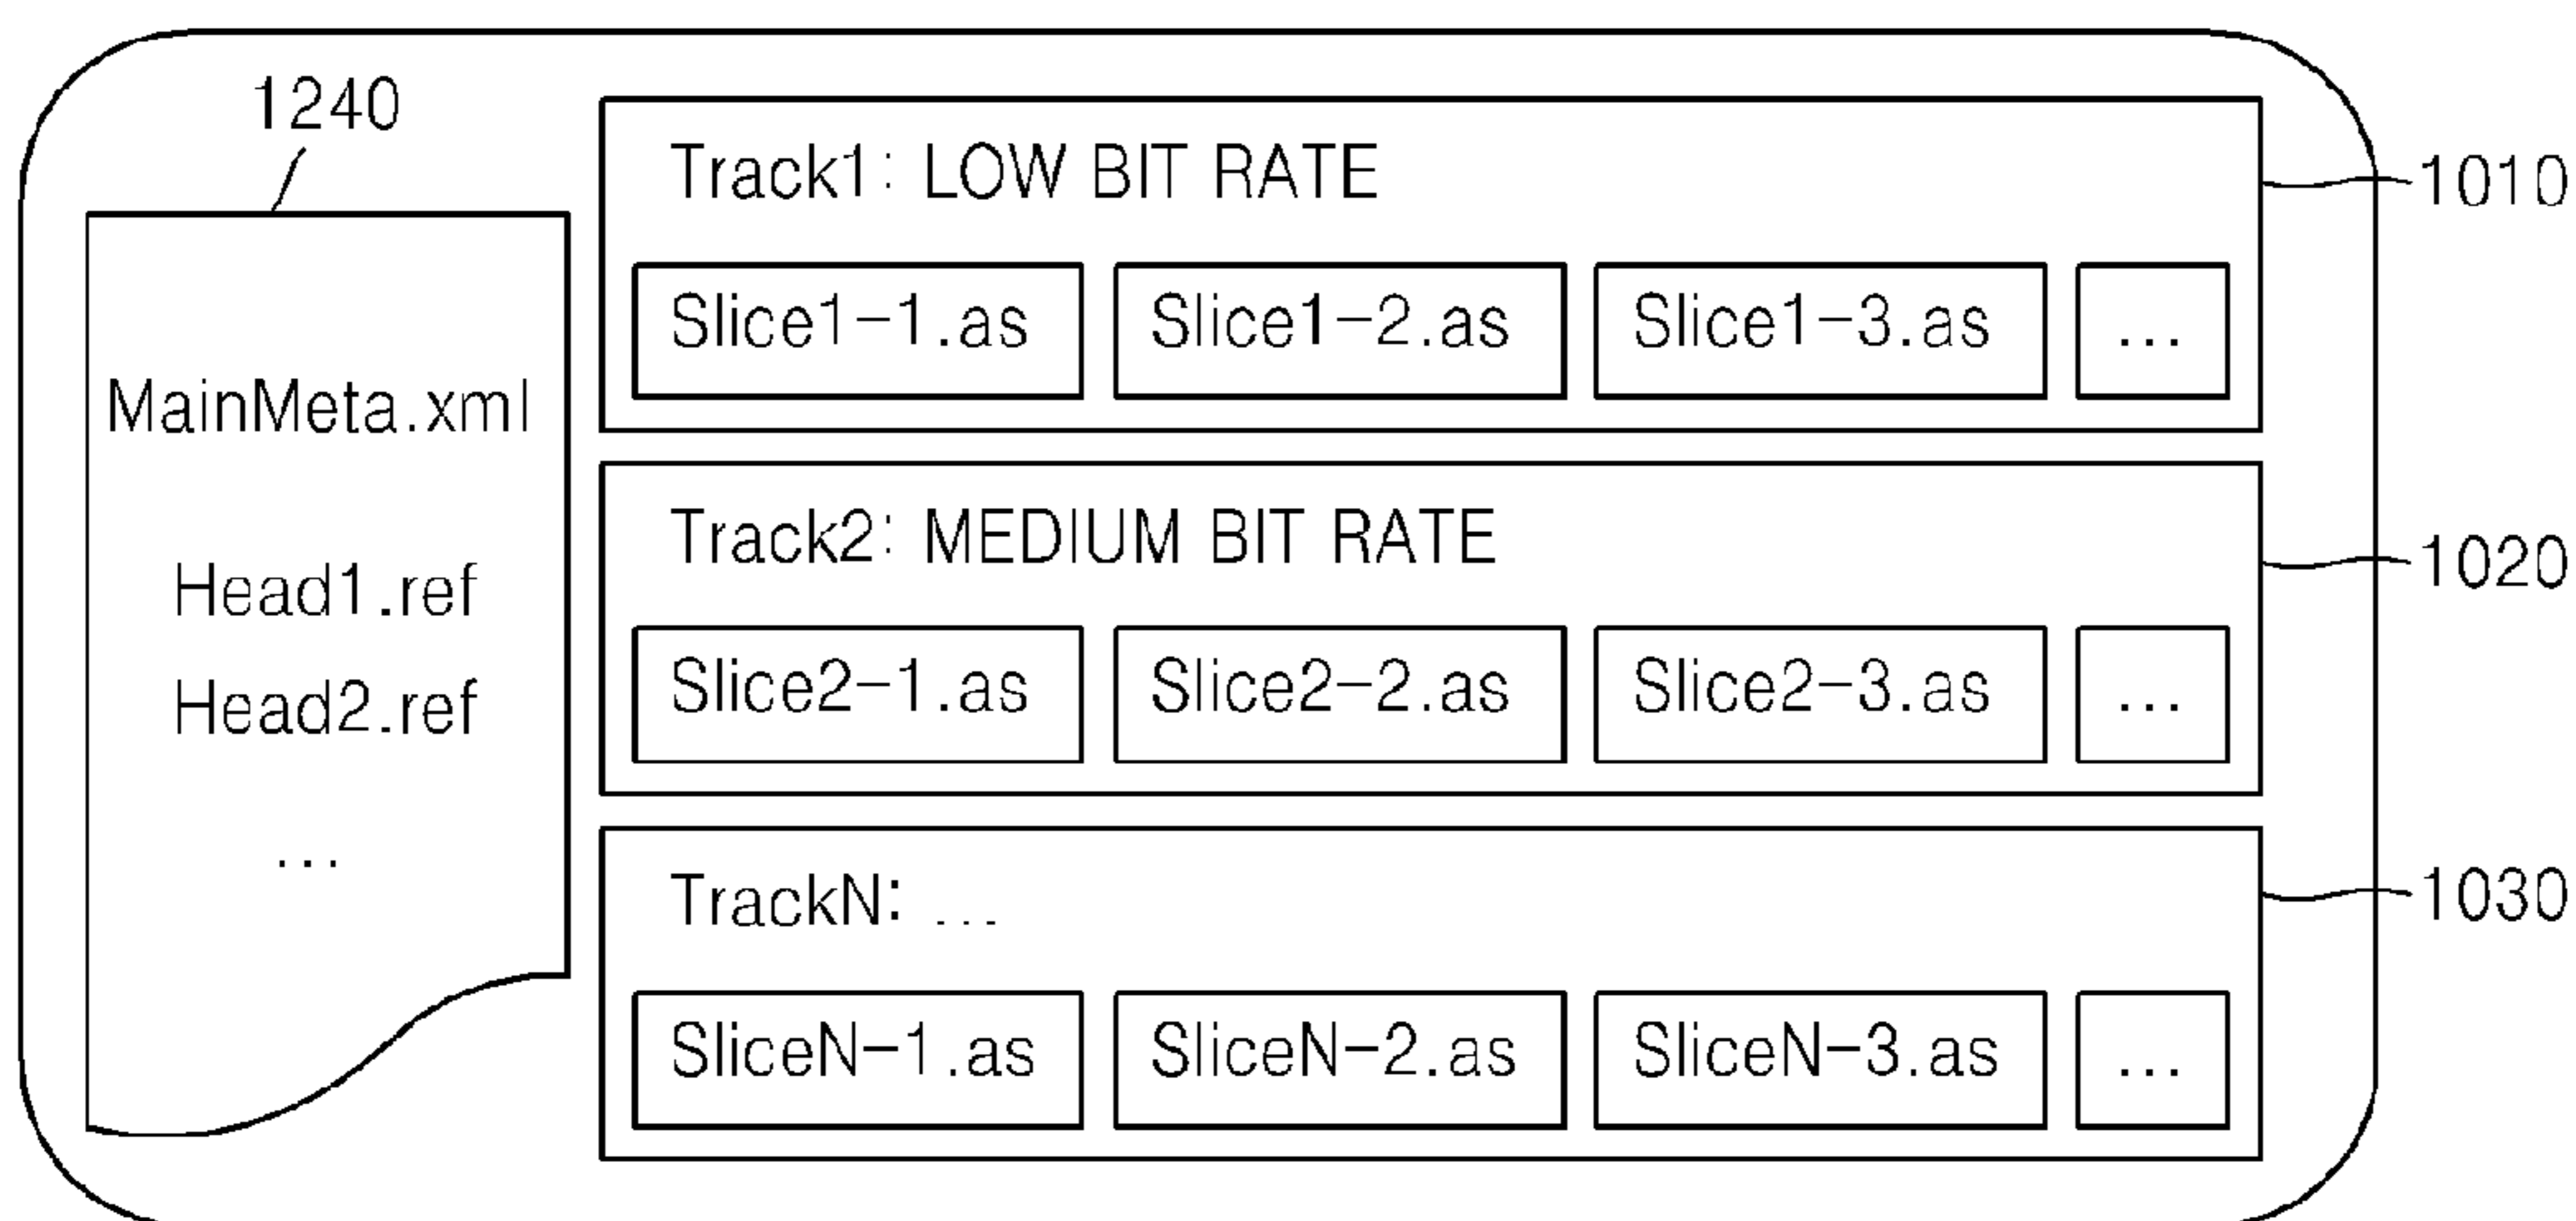 1240
MainMeta.xml
Head1.ref
Head2.ref
...
Track1: LOW BIT RATE
1010
Slice1-1.as
Slice1-2.as
Slice1-3.as
...
Track2: MEDIUM BIT RATE
1020
Slice2-1.as
Slice2-2.as
Slice2-3.as
...
TrackN: ...
1030
SliceN-1.as
SliceN-2.as
SliceN-3.as
...